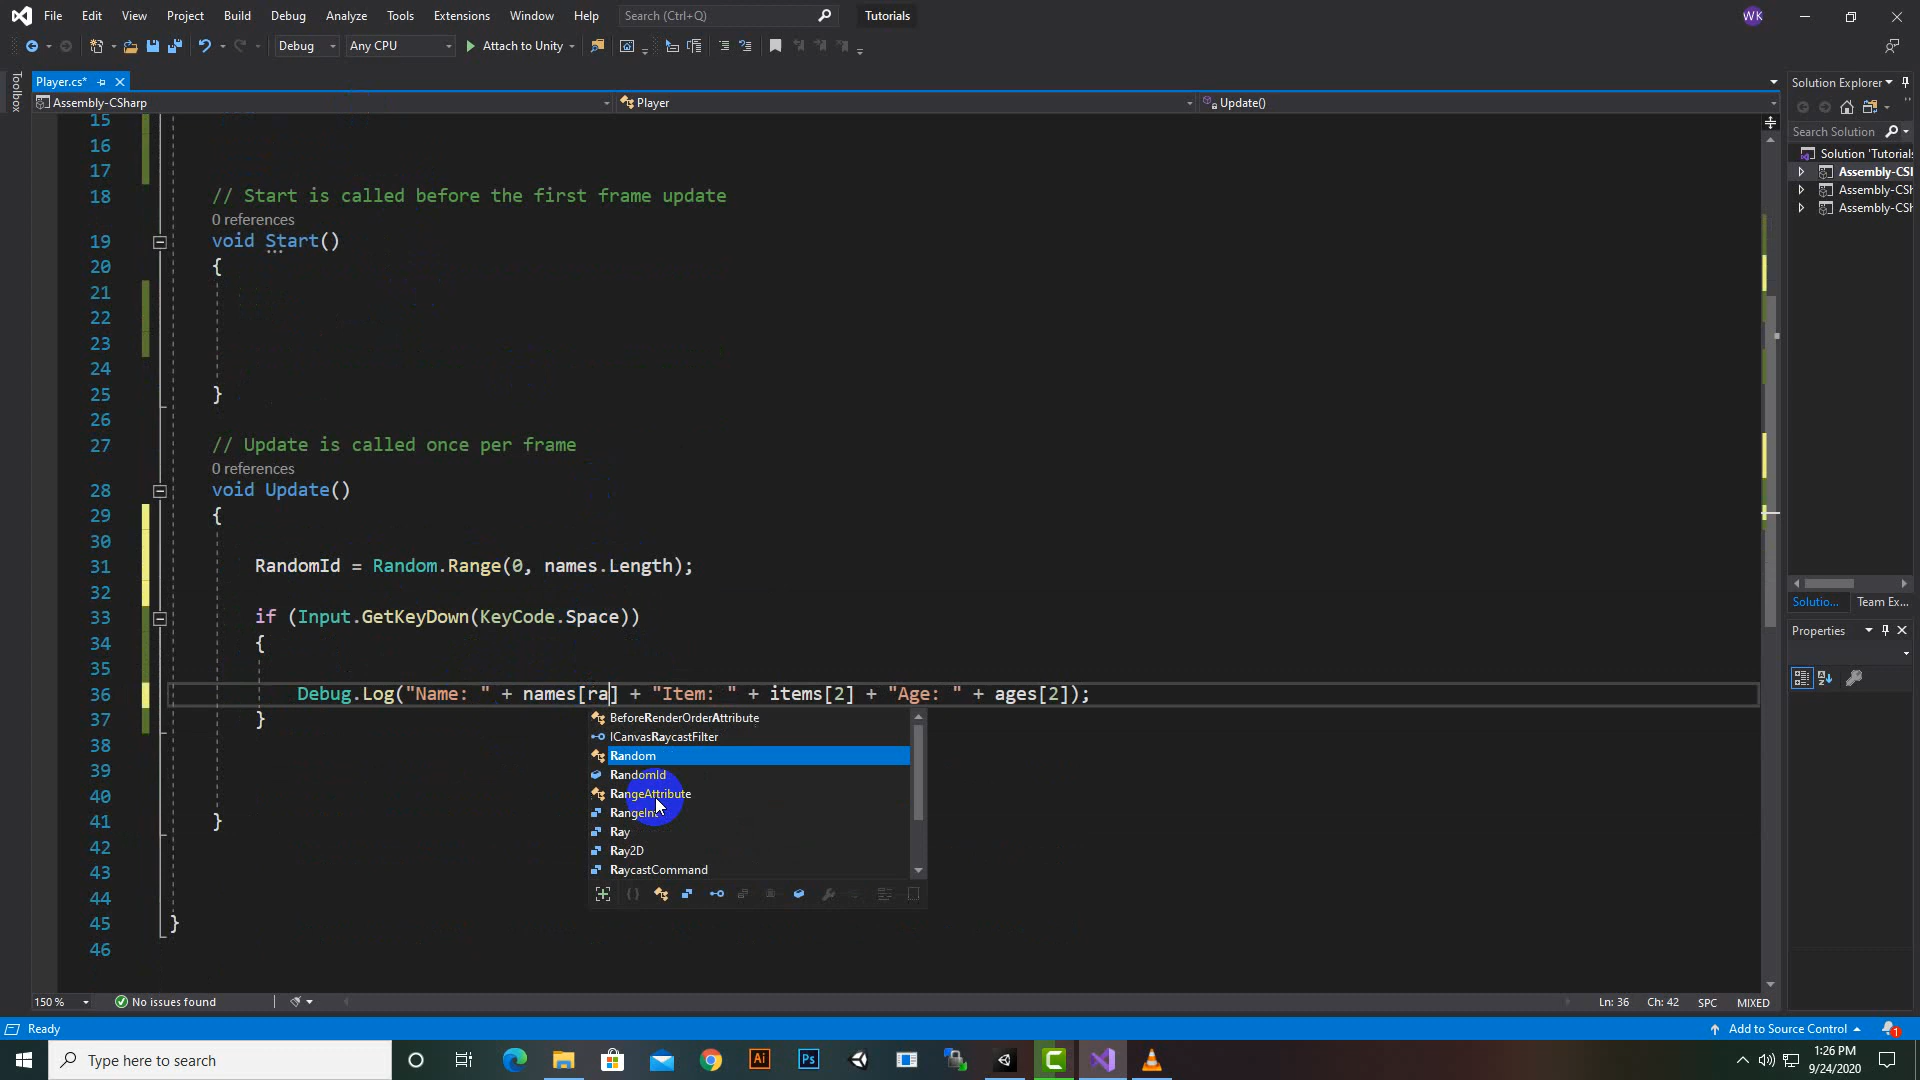 File Edit View Project Build Debug Analyze Tools Extensions Window Help Search (Ctrl+Q) Tutorials WK
Debug Any CPU Attach to Unity
Toolbox
Player.cs*
Assembly-CSharp Player Update()
15
16
17
18 // Start is called before the first frame update
0 references
19 void Start()
20 {
21
22
23
24
25 }
26
27 // Update is called once per frame
0 references
28 void Update()
29 {
30
31 RandomId = Random.Range(0, names.Length);
32
33 if (Input.GetKeyDown(KeyCode.Space))
34 {
35
36 Debug.Log("Name: " + names[ra] + "Item: " + items[2] + "Age: " + ages[2]);
37 }
38
39
40
41 }
42
43
44
45 }
46
BeforeRenderOrderAttribute
ICanvasRaycastFilter
Random
RandomId
RangeAttribute
RangeInt
Ray
Ray2D
RaycastCommand
Solution Explorer
Search Solution
Solution 'Tutorials
Assembly-CSh
Assembly-CSh
Assembly-CSh
Solutio... Team Ex...
Properties
150 % No issues found Ln: 36 Ch: 42 SPC MIXED
Ready Add to Source Control 1
Type here to search Ai Ps C 1:26 PM
9/24/2020